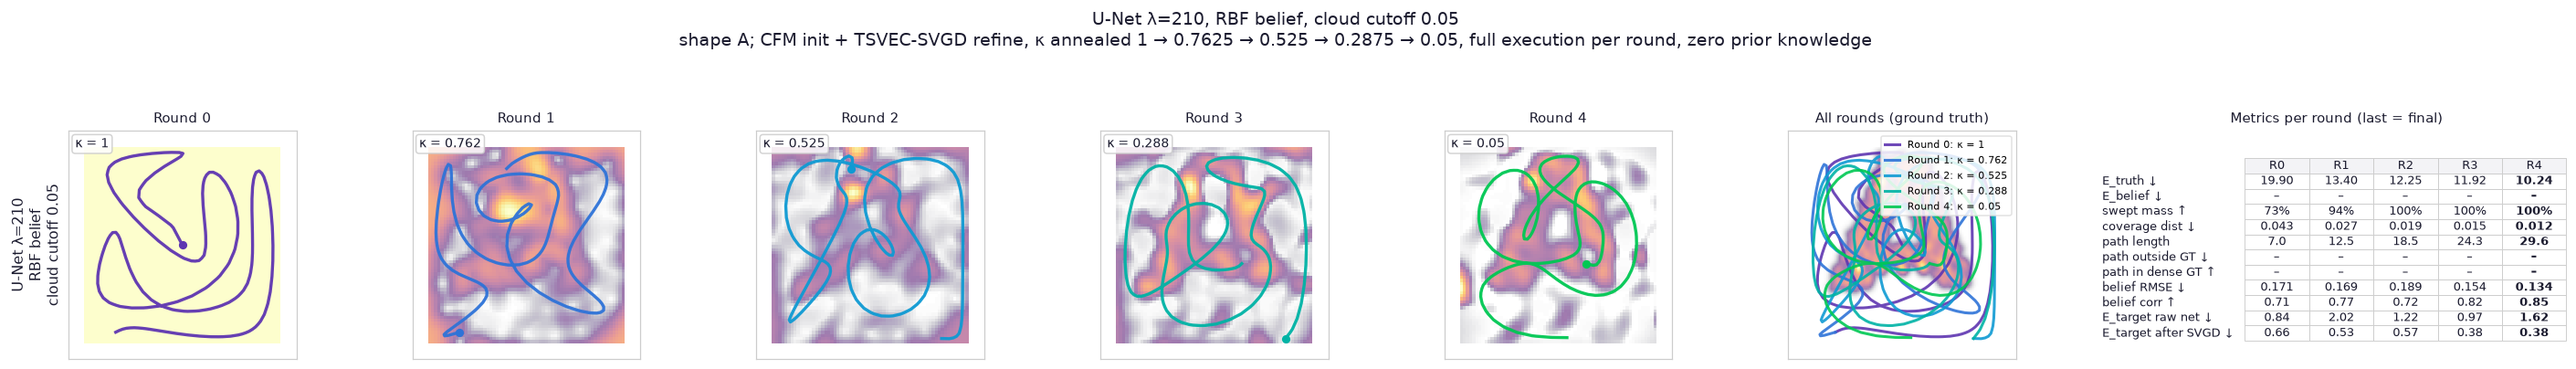 U-Net λ=210, RBF belief, cloud cutoff 0.05
shape A; CFM init + TSVEC-SVGD refine, κ annealed 1 → 0.7625 → 0.525 → 0.2875 → 0.05, full execution per round, zero prior knowledge
U-Net λ=210
RBF belief
cloud cutoff 0.05
Round 0
κ = 1
Round 1
κ = 0.762
Round 2
κ = 0.525
Round 3
κ = 0.288
Round 4
κ = 0.05
All rounds (ground truth)
Round 0: κ = 1
Round 1: κ = 0.762
Round 2: κ = 0.525
Round 3: κ = 0.288
Round 4: κ = 0.05
Metrics per round (last = final)
R0 R1 R2 R3 R4
E_truth ↓ 19.90 13.40 12.25 11.92 10.24
E_belief ↓ – – – – –
swept mass ↑ 73% 94% 100% 100% 100%
coverage dist ↓ 0.043 0.027 0.019 0.015 0.012
path length 7.0 12.5 18.5 24.3 29.6
path outside GT ↓ – – – – –
path in dense GT ↑ – – – – –
belief RMSE ↓ 0.171 0.169 0.189 0.154 0.134
belief corr ↑ 0.71 0.77 0.72 0.82 0.85
E_target raw net ↓ 0.84 2.02 1.22 0.97 1.62
E_target after SVGD ↓ 0.66 0.53 0.57 0.38 0.38